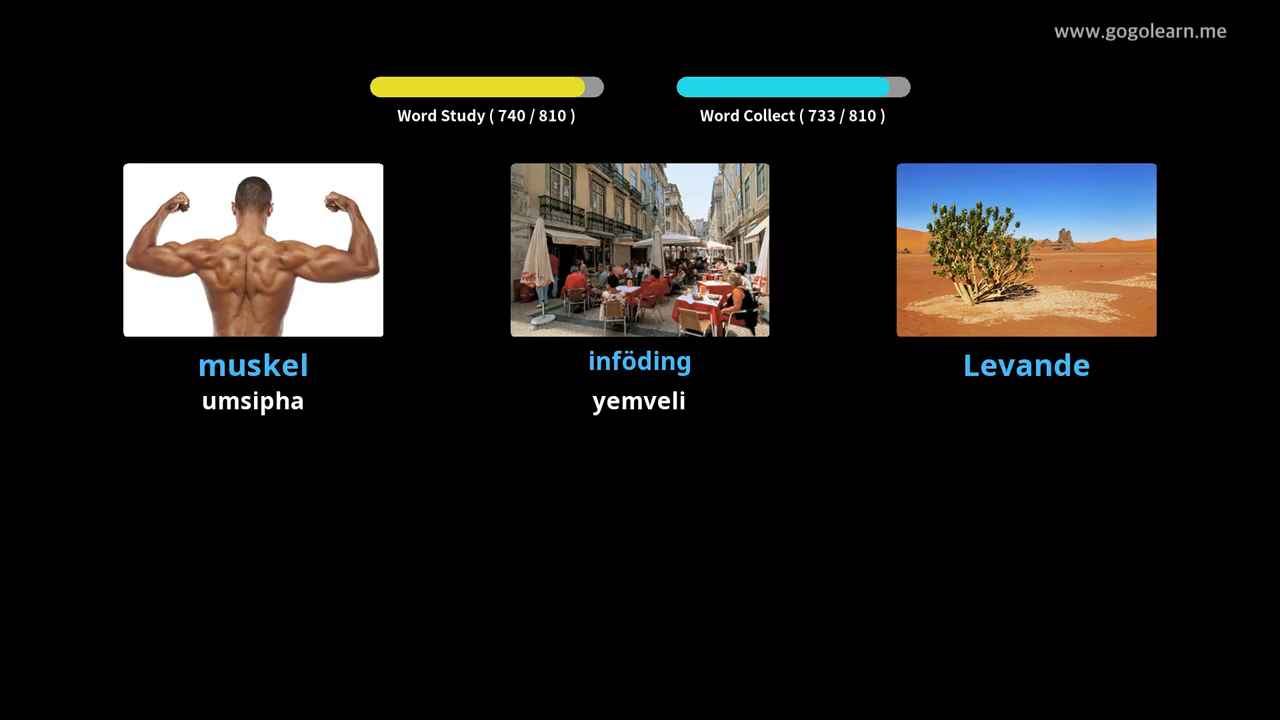 www.gogolearn.me
Word Study ( 740 / 810 )
Word Collect ( 733 / 810 )
muskel
umsipha
inföding
yemveli
Levande